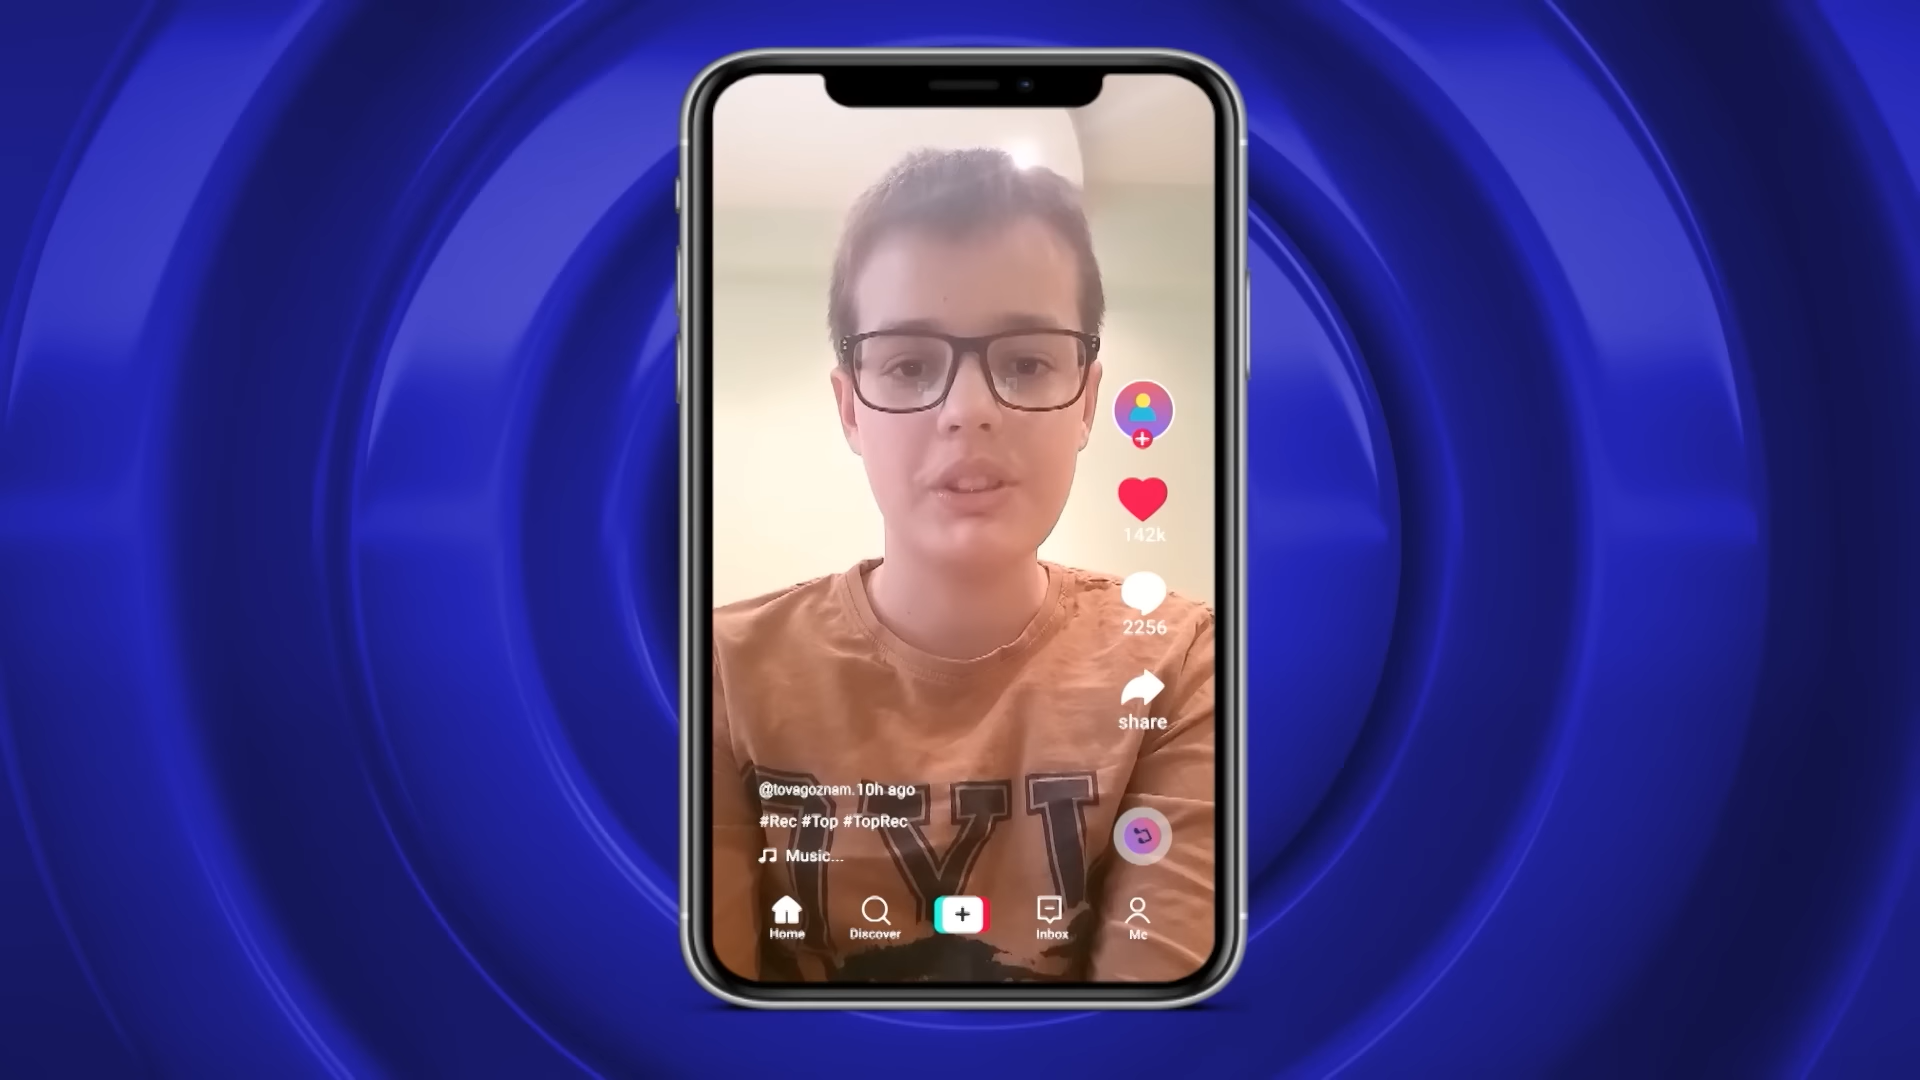 142k
2256
share
@tovagoznam. 10h ago
#Rec #Top #TopRec
Music...
Home
Discover
Inbox
Me